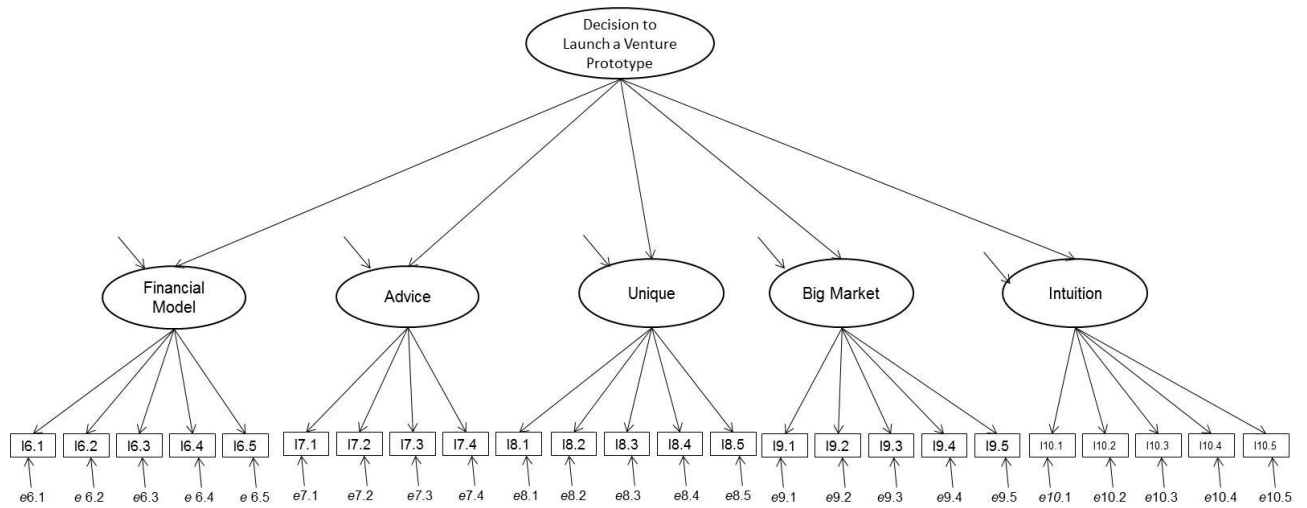 Decision to
Launch a Venture
Prototype
Financial
Model
Advice
Unique
Big Market
Intuition
I6.1 I6.2 I6.3 I6.4 I6.5 I7.1 I7.2 I7.3 I7.4 I8.1 I8.2 I8.3 I8.4 I8.5 I9.1 I9.2 I9.3 I9.4 I9.5 I10.1 I10.2 I10.3 I10.4 I10.5
e6.1 e 6.2 e6.3 e 6.4 e 6.5 e7.1 e7.2 e7.3 e7.4 e8.1 e8.2 e8.3 e8.4 e8.5 e9.1 e9.2 e9.3 e9.4 e9.5 e10.1 e10.2 e10.3 e10.4 e10.5